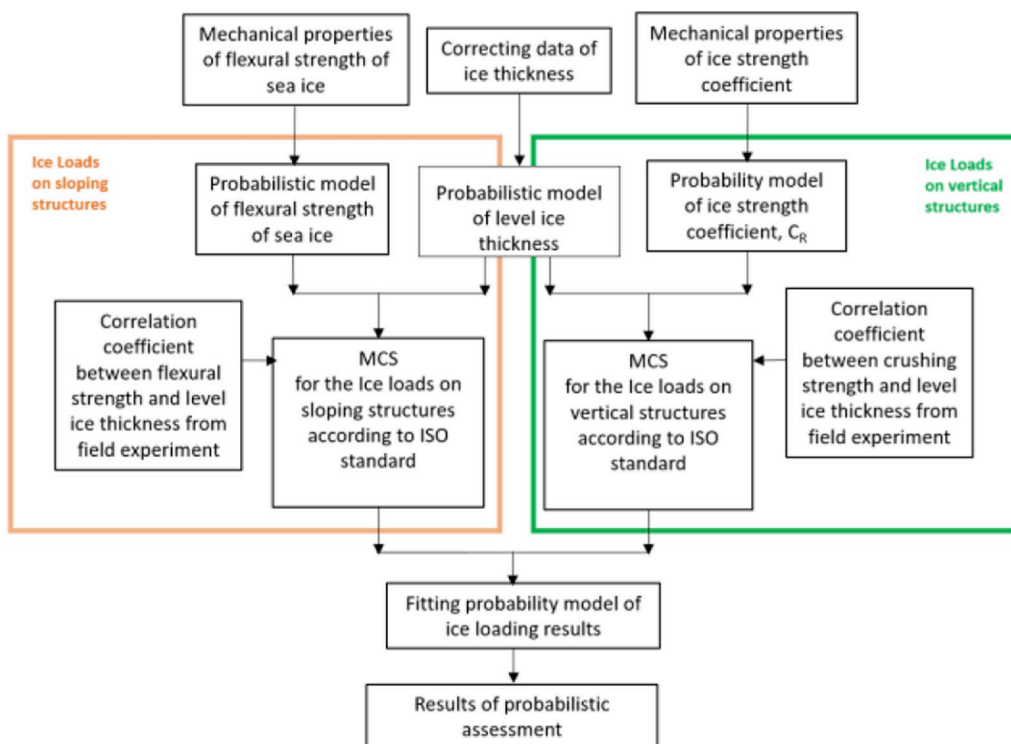 Mechanical properties
of flexural strength of
sea ice
Correcting data of
ice thickness
Mechanical properties
of ice strength
coefficient
Ice Loads
on sloping
structures
Probabilistic model
of flexural strength
of sea ice
Probabilistic model
of level ice
thickness
Probability model
of ice strength
coefficient, CR
Ice Loads
on vertical
structures
Correlation
coefficient
between flexural
strength and level
ice thickness from
field experiment
MCS
for the Ice loads on
sloping structures
according to ISO
standard
MCS
for the Ice loads on
vertical structures
according to ISO
standard
Correlation
coefficient
between crushing
strength and level
ice thickness from
field experiment
Fitting probability model of
ice loading results
Results of probabilistic
assessment